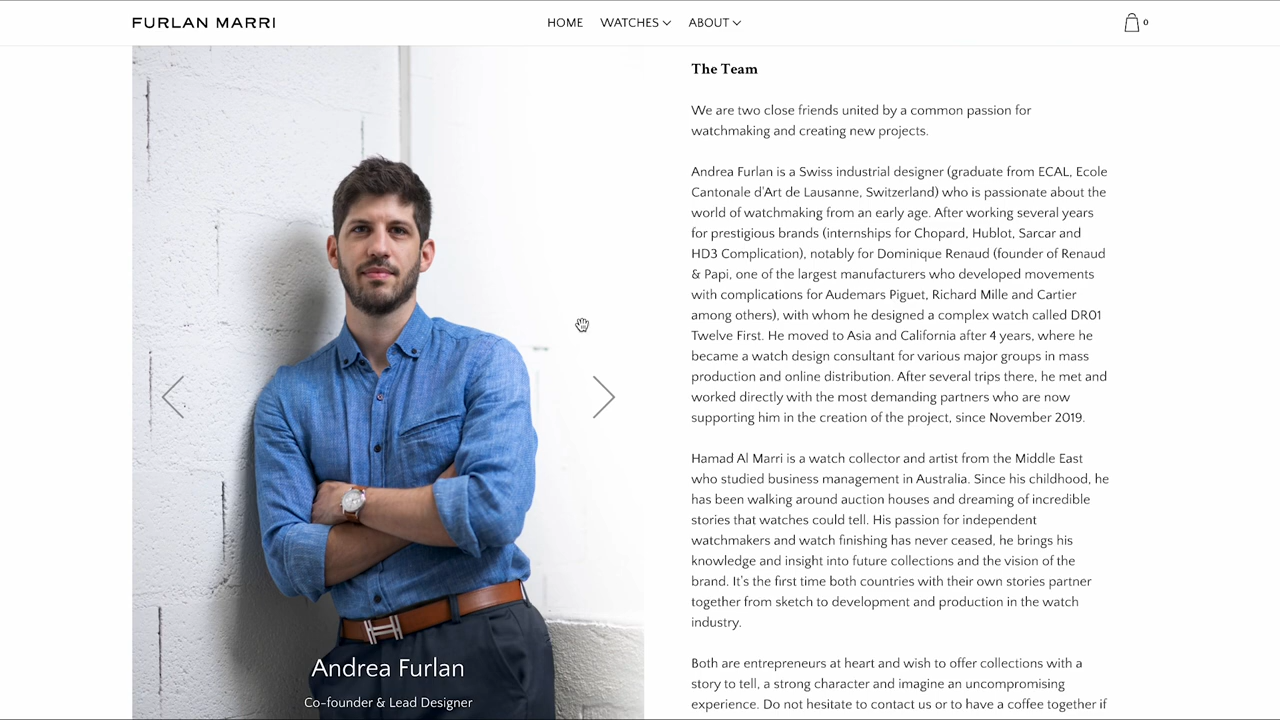 FURLAN MARRI
HOME WATCHES ABOUT
0
The Team
We are two close friends united by a common passion for
watchmaking and creating new projects.
Andrea Furlan is a Swiss industrial designer (graduate from ECAL, Ecole
Cantonale d'Art de Lausanne, Switzerland) who is passionate about the
world of watchmaking from an early age. After working several years
for prestigious brands (internships for Chopard, Hublot, Sarcar and
HD3 Complication), notably for Dominique Renaud (founder of Renaud
& Papi, one of the largest manufacturers who developed movements
with complications for Audemars Piguet, Richard Mille and Cartier
among others), with whom he designed a complex watch called DR01
Twelve First. He moved to Asia and California after 4 years, where he
became a watch design consultant for various major groups in mass
production and online distribution. After several trips there, he met and
worked directly with the most demanding partners who are now
supporting him in the creation of the project, since November 2019.
Hamad Al Marri is a watch collector and artist from the Middle East
who studied business management in Australia. Since his childhood, he
has been walking around auction houses and dreaming of incredible
stories that watches could tell. His passion for independent
watchmakers and watch finishing has never ceased, he brings his
knowledge and insight into future collections and the vision of the
brand. It's the first time both countries with their own stories partner
together from sketch to development and production in the watch
industry.
Both are entrepreneurs at heart and wish to offer collections with a
story to tell, a strong character and imagine an uncompromising
experience. Do not hesitate to contact us or to have a coffee together if
Andrea Furlan
Co-founder & Lead Designer